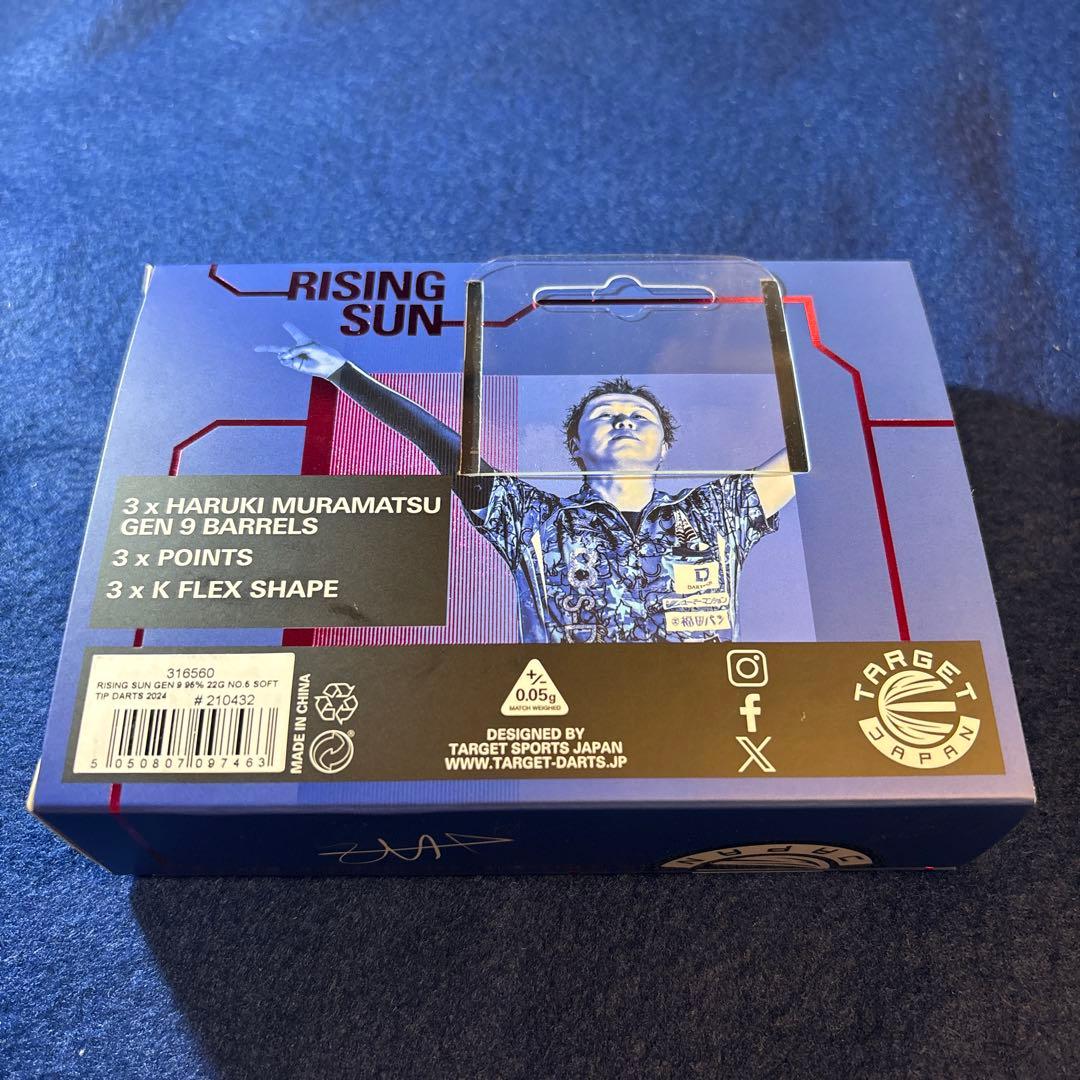 RISING
SUN
3 x HARUKI MURAMATSU
GEN 9 BARRELS
3 x POINTS
3 x K FLEX SHAPE
D
316560
RISING SUN GEN 9 95% 22G NO.5 SOFT
TIP DARTS 2024 # 210432
5 050807 097463
MADE IN CHINA
+/-
0.05g
MATCH WEIGHED
DESIGNED BY
TARGET SPORTS JAPAN
WWW.TARGET-DARTS.JP
TARGET
JAPAN
JAPAN